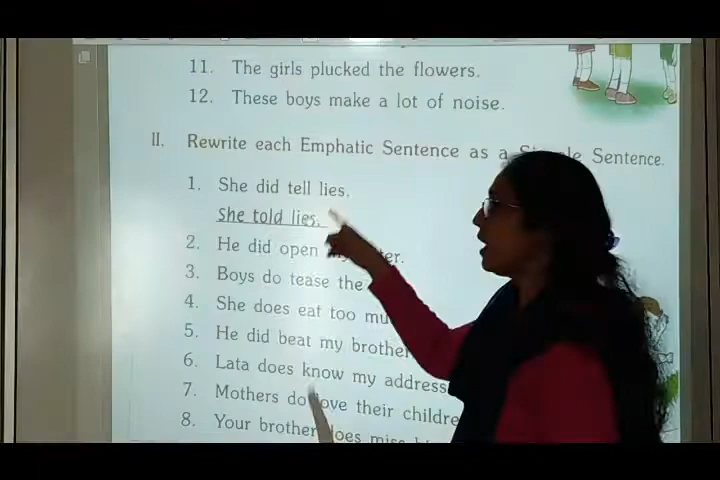 11. The girls plucked the flowers.
12. These boys make a lot of noise.
II. Rewrite each Emphatic Sentence as a Sentence.
1. She did tell lies.
She told lies.
2. He did open
3. Boys do tease the
4. She does eat too
5. He did beat my brother
6. Lata does know my address
7. Mothers do love their
8. Your brother does